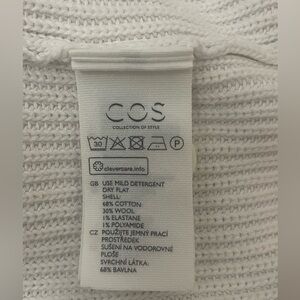 COS
COLLECTION OF STYLE
30 P
clevercare.info
GB USE MILD DETERGENT
DRY FLAT
SHELL:
68% COTTON
30% WOOL
1% ELASTANE
1% POLYAMIDE
CZ POUŽIJTE JEMNÝ PRACÍ
PROSTŘEDEK
SUŠENÍ NA VODOROVNÉ
PLOŠE
SVRCHNÍ LÁTKA:
68% BAVLNA